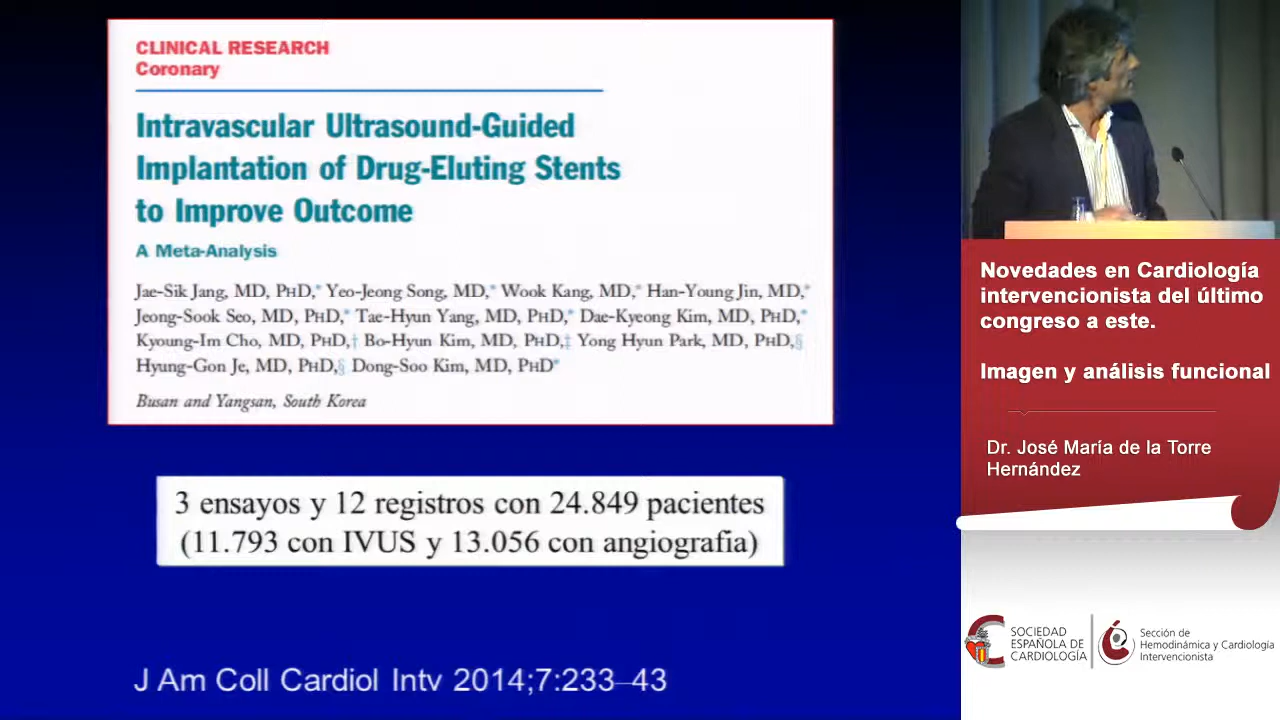 CLINICAL RESEARCH
Coronary
Intravascular Ultrasound-Guided
Implantation of Drug-Eluting Stents
to Improve Outcome
A Meta-Analysis
Jae-Sik Jang, MD, PHD,* Yeo-Jeong Song, MD,* Wook Kang, MD,* Han-Young Jin, MD,*
Jeong-Sook Seo, MD, PHD,* Tae-Hyun Yang, MD, PHD,* Dae-Kyeong Kim, MD, PHD,*
Kyoung-Im Cho, MD, PHD,† Bo-Hyun Kim, MD, PHD,‡ Yong Hyun Park, MD, PHD,§
Hyung-Gon Je, MD, PHD,§ Dong-Soo Kim, MD, PHD*
Busan and Yangsan, South Korea
3 ensayos y 12 registros con 24.849 pacientes
(11.793 con IVUS y 13.056 con angiografia)
J Am Coll Cardiol Intv 2014;7:233–43
Novedades en Cardiología
intervencionista del último
congreso a este.
Imagen y análisis funcional
Dr. José María de la Torre
Hernández
SOCIEDAD
ESPAÑOLA DE
CARDIOLOGÍA
Sección de
Hemodinámica y Cardiología
Intervencionista